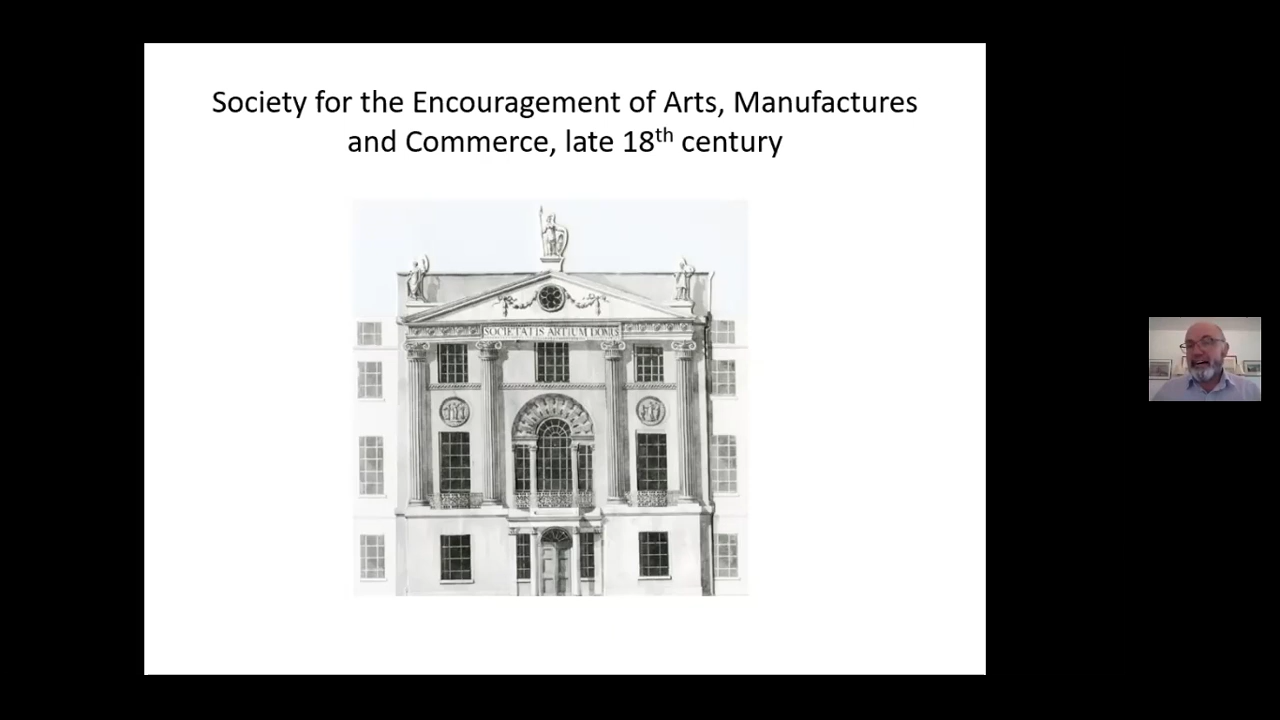 Society for the Encouragement of Arts, Manufactures
and Commerce, late 18th century
SOCIETATIS ARTIUM DOMUS